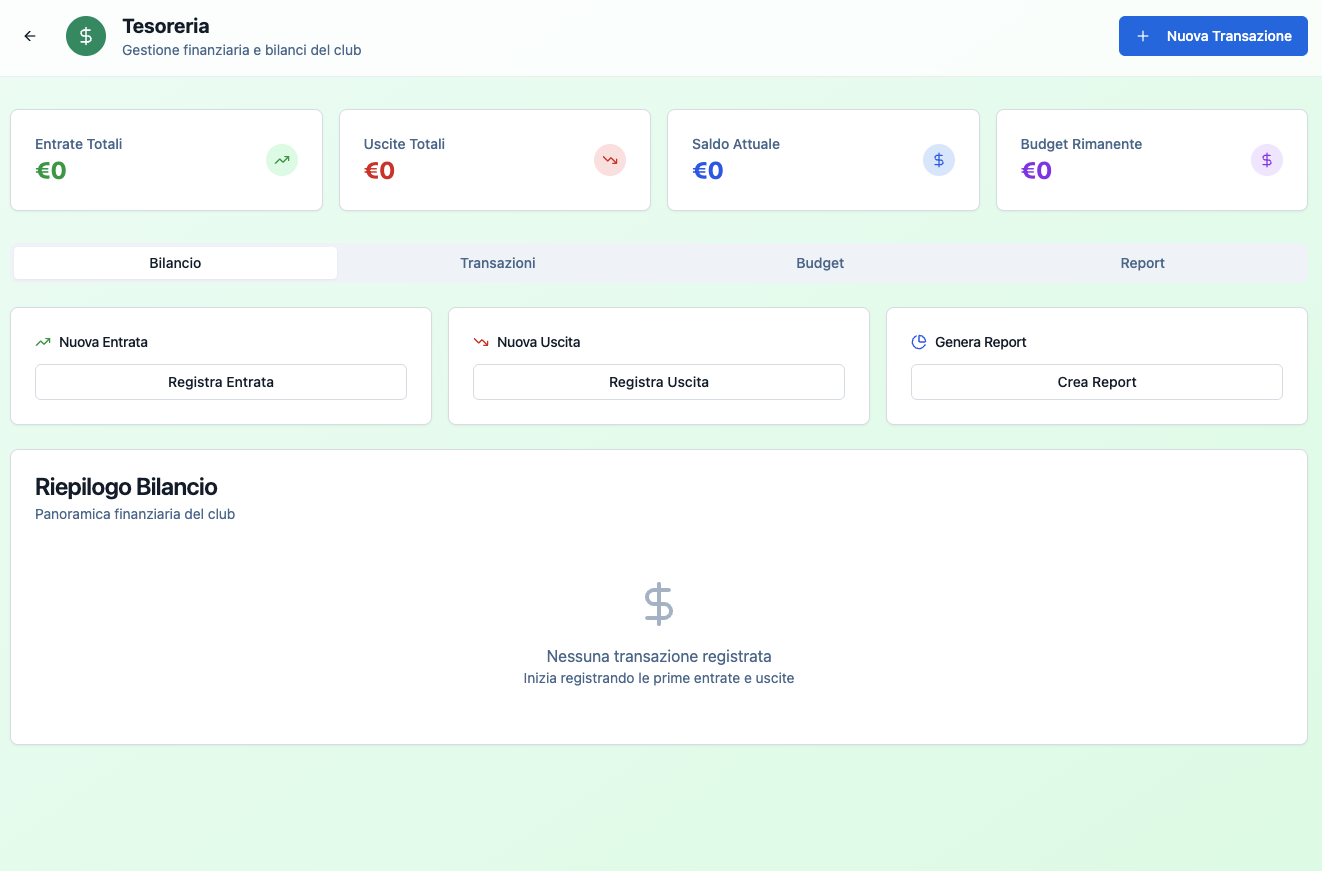 Tesoreria
Gestione finanziaria e bilanci del club
Nuova Transazione
Entrate Totali
€0
Uscite Totali
€0
Saldo Attuale
€0
Budget Rimanente
€0
Bilancio
Transazioni
Budget
Report
Nuova Entrata
Registra Entrata
Nuova Uscita
Registra Uscita
Genera Report
Crea Report
Riepilogo Bilancio
Panoramica finanziaria del club
Nessuna transazione registrata
Inizia registrando le prime entrate e uscite